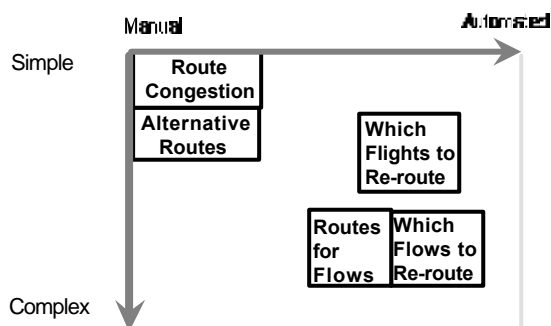 Manual
Automated
Simple
Route
Congestion
Alternative
Routes
Which
Flights to
Re-route
Routes
for
Flows
Which
Flows to
Re-route
Complex